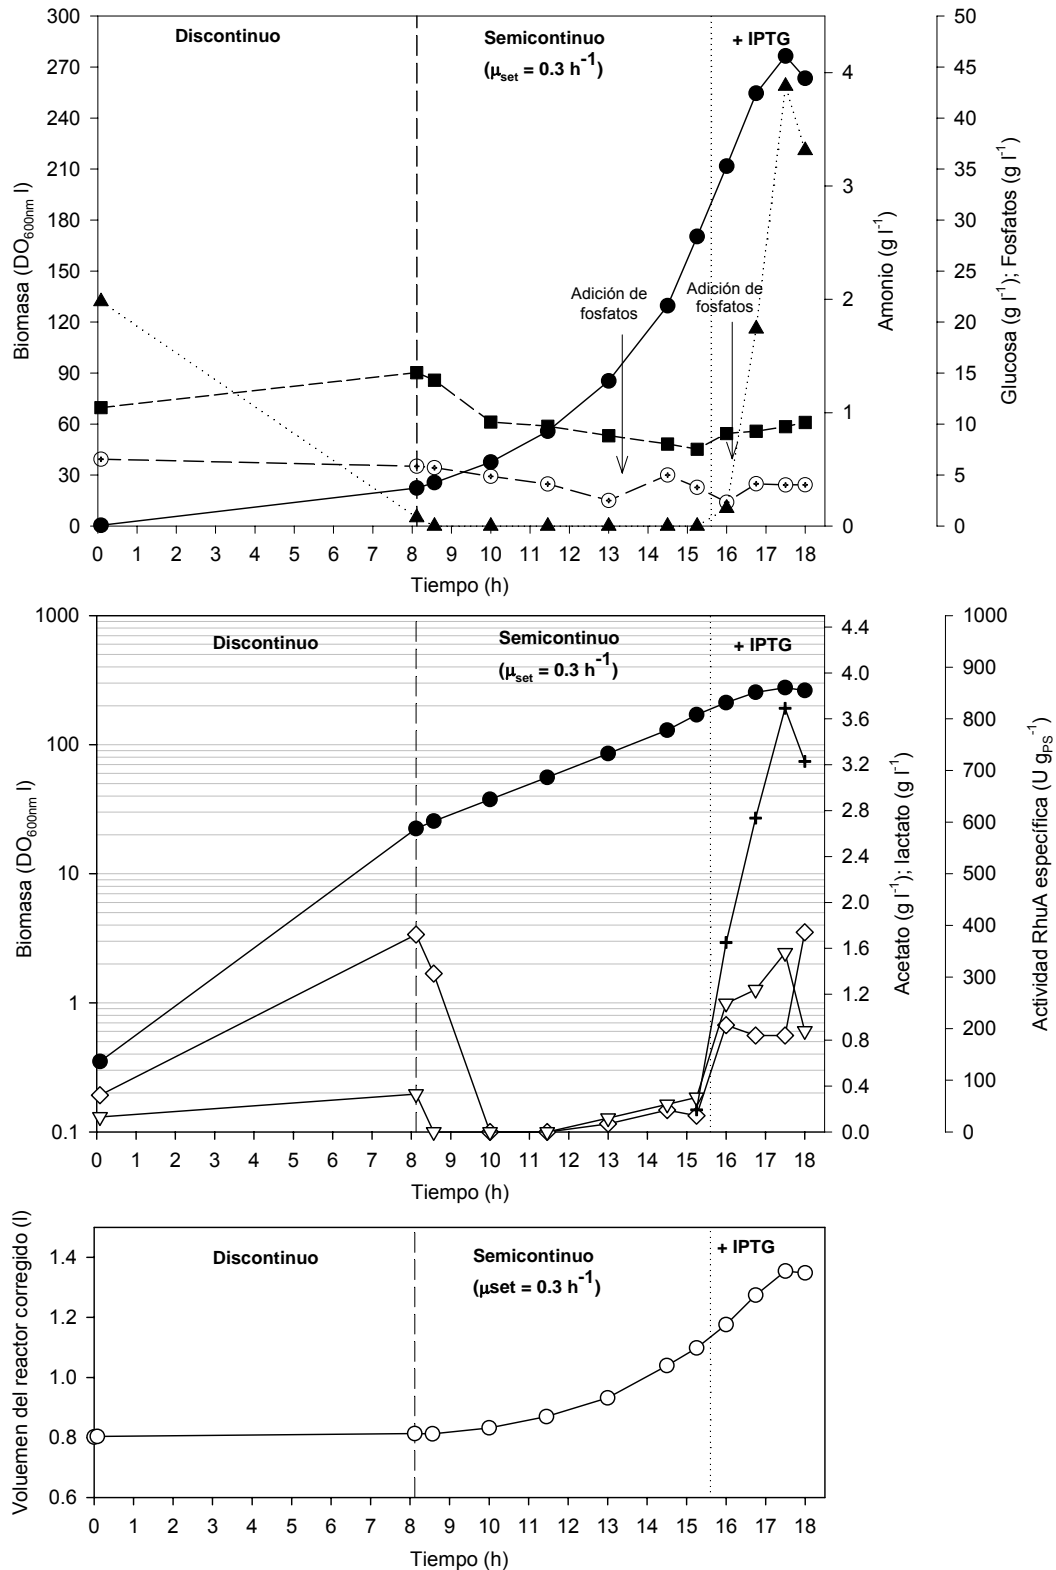 Discontinuo
Semicontinuo
(μset = 0.3 h-1)
+ IPTG
Biomasa (DO600nm l)
300
270
240
210
180
150
120
90
60
30
0
Adición de
fosfatos
Adición de
fosfatos
4
3
2
1
0
Amonio (g l-1)
50
45
40
35
30
25
20
15
10
5
0
Glucosa (g l-1); Fosfatos (g l-1)
0 1 2 3 4 5 6 7 8 9 10 11 12 13 14 15 16 17 18
Tiempo (h)
Discontinuo
Semicontinuo
(μset = 0.3 h-1)
+ IPTG
Biomasa (DO600nm l)
1000
100
10
1
0.1
4.4
4.0
3.6
3.2
2.8
2.4
2.0
1.6
1.2
0.8
0.4
0.0
Acetato (g l-1); lactato (g l-1)
1000
900
800
700
600
500
400
300
200
100
0
Actividad RhuA específica (U gPS-1)
0 1 2 3 4 5 6 7 8 9 10 11 12 13 14 15 16 17 18
Tiempo (h)
Discontinuo
Semicontinuo
(μset = 0.3 h-1)
+ IPTG
Voluemen del reactor corregido (l)
1.4
1.2
1.0
0.8
0.6
0 1 2 3 4 5 6 7 8 9 10 11 12 13 14 15 16 17 18
Tiempo (h)